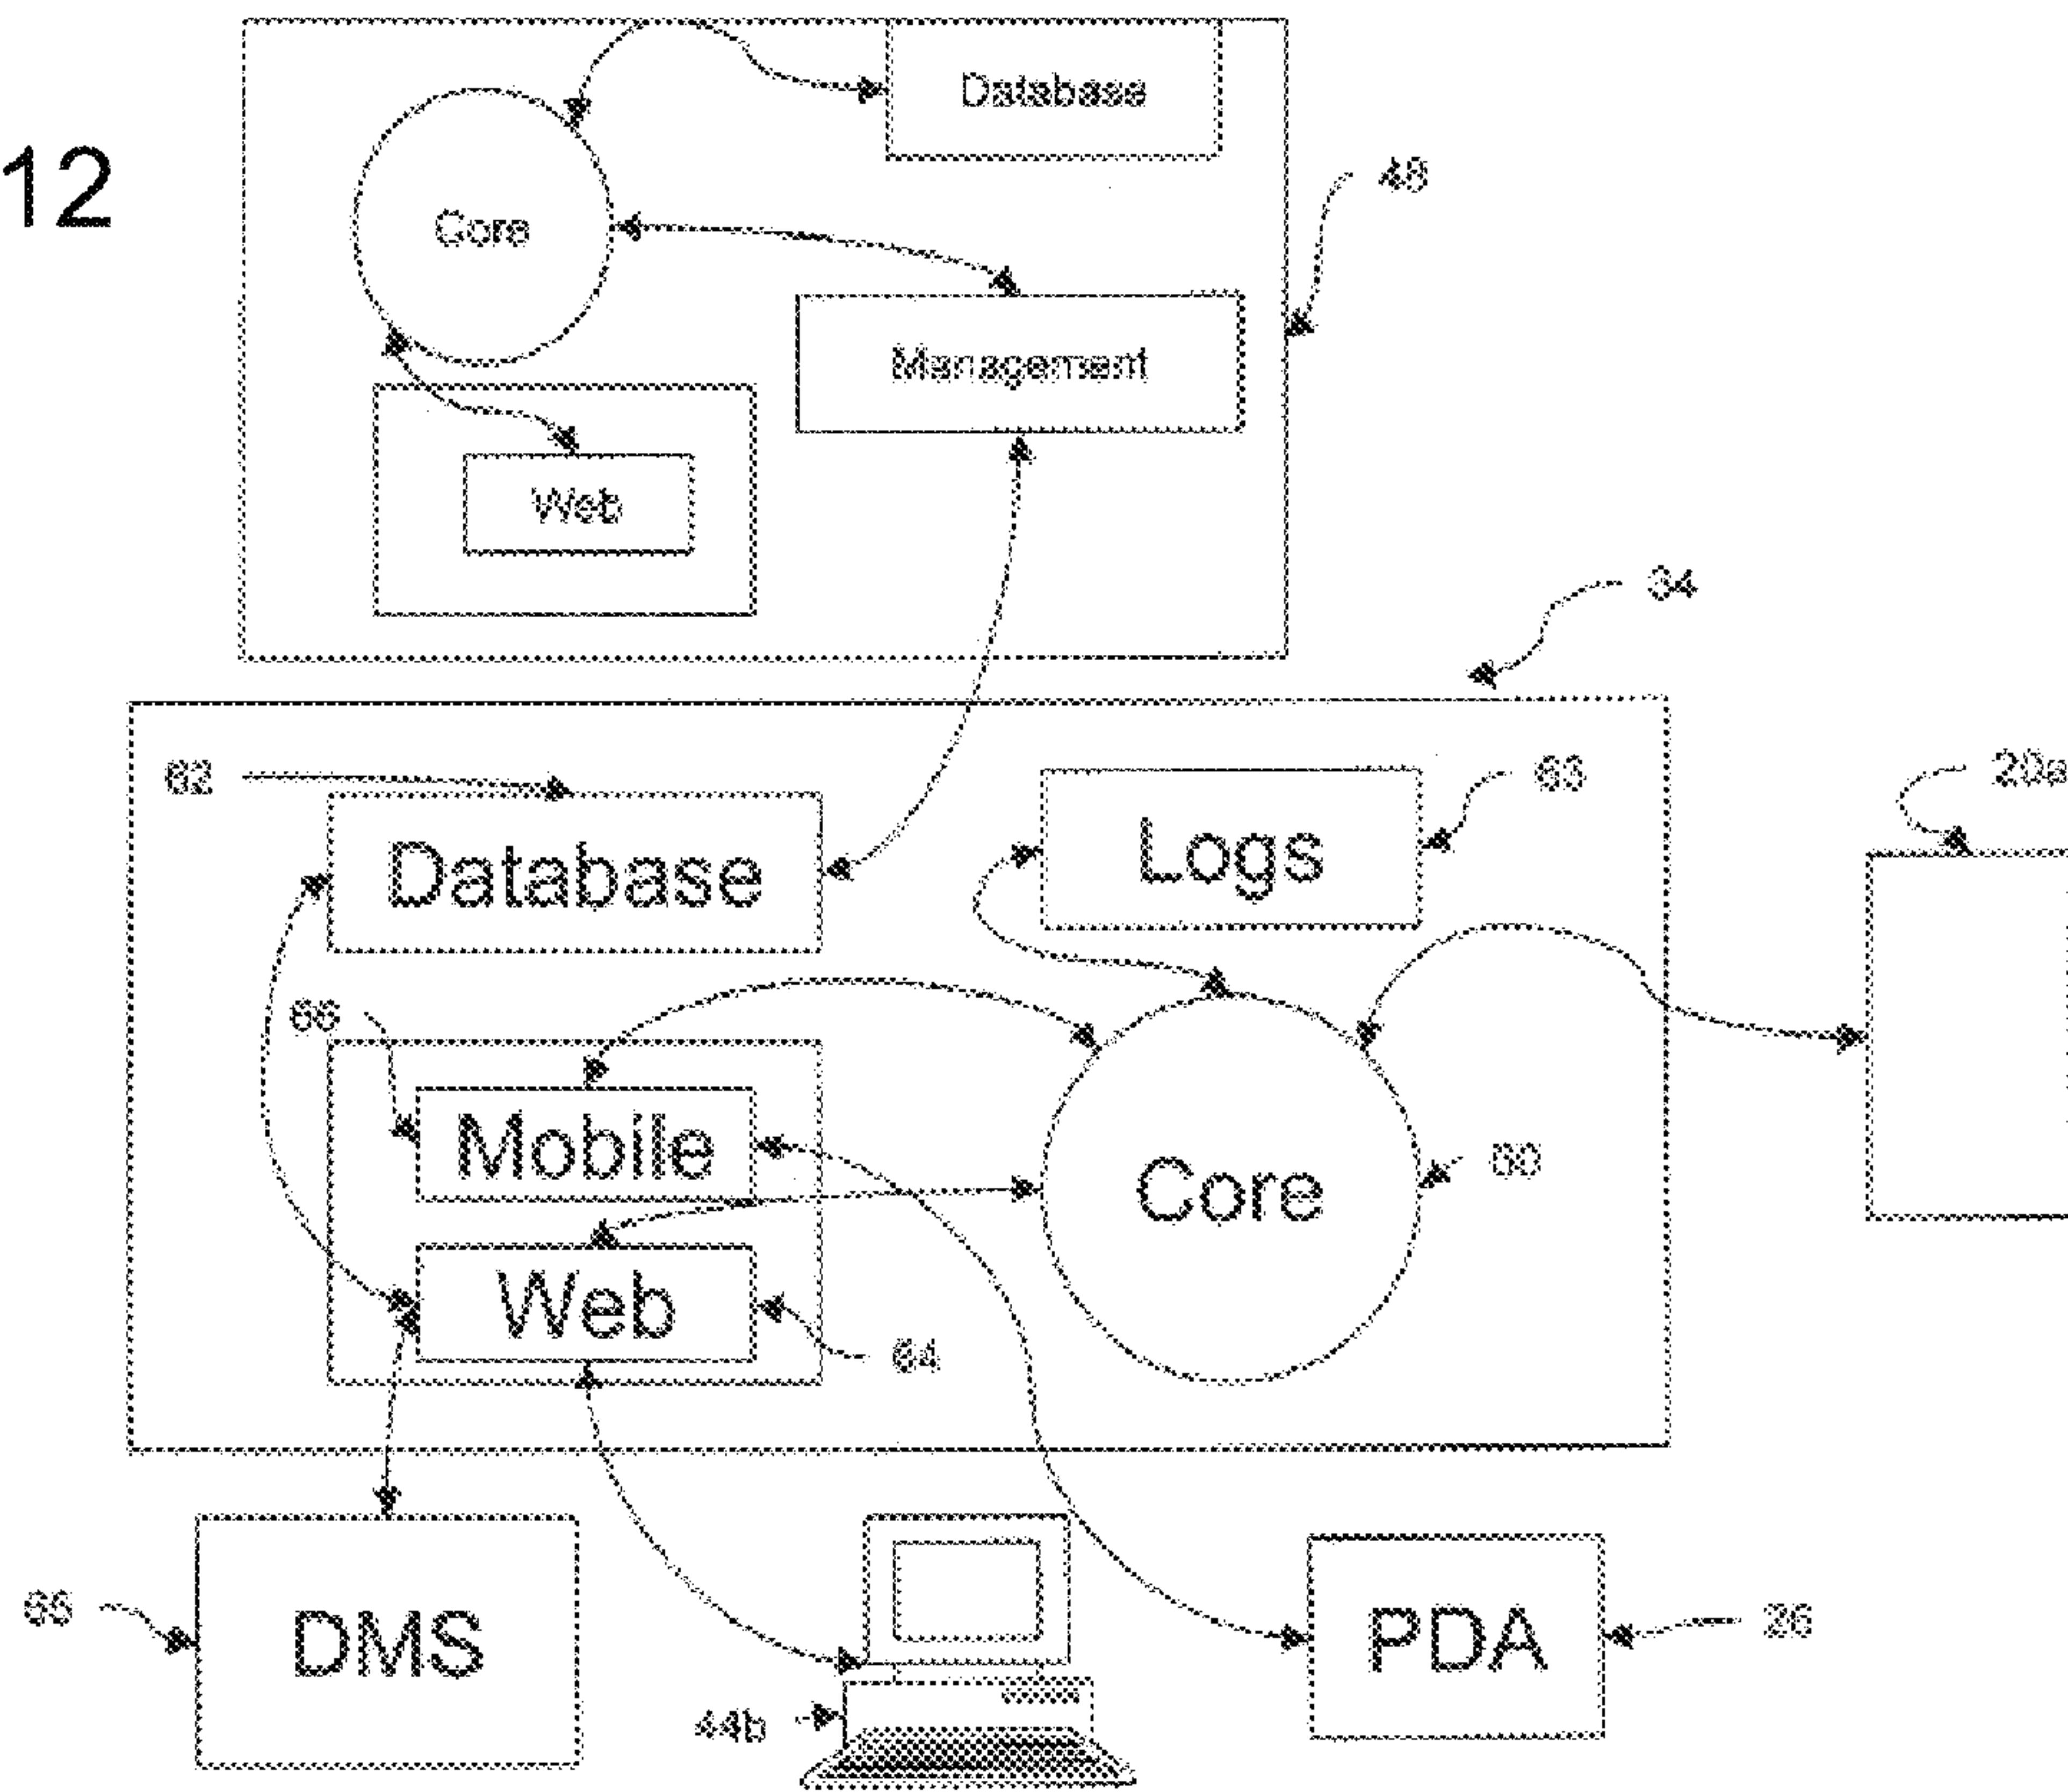 12
Database
48
Core
Management
Web
34
62
63
20a
Database
Logs
66
Mobile
60
Core
Web
64
65
DMS
PDA
26
44b